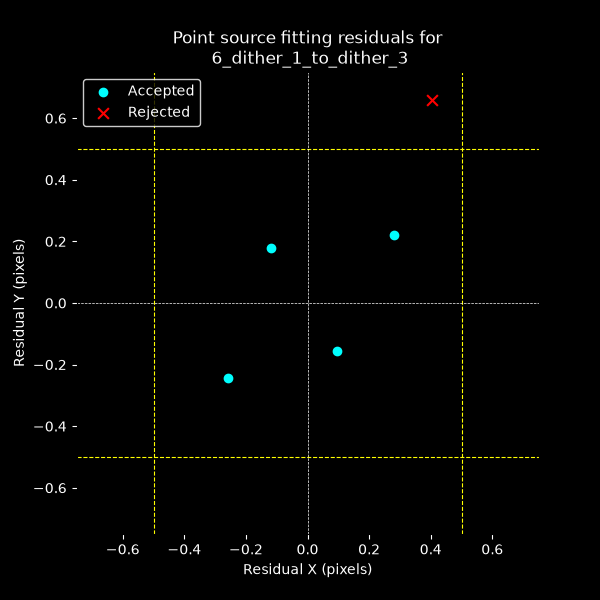 Point source fitting residuals for
6_dither_1_to_dither_3
Accepted
Rejected
Residual Y (pixels)
0.6
0.4
0.2
0.0
−0.2
−0.4
−0.6
−0.6 −0.4 −0.2 0.0 0.2 0.4 0.6
Residual X (pixels)